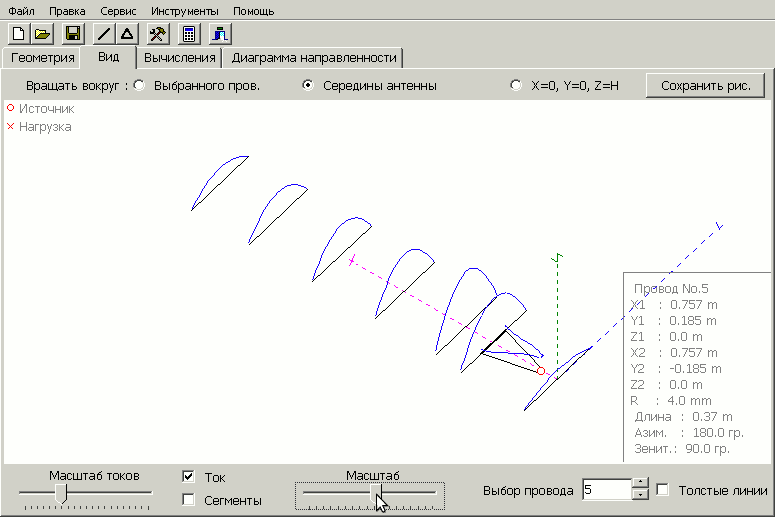 Файл Правка Сервис Инструменты Помощь
Геометрия Вид Вычисления Диаграмма направленности
Вращать вокруг : Выбранного пров. Середины антенны X=0, Y=0, Z=H Сохранить рис.
Источник
Нагрузка
Провод No.5
X1 : 0.757 m
Y1 : 0.185 m
Z1 : 0.0 m
X2 : 0.757 m
Y2 : -0.185 m
Z2 : 0.0 m
R : 4.0 mm
Длина : 0.37 m
Азим. : 180.0 гр.
Зенит.: 90.0 гр.
Масштаб токов Ток Масштаб
Сегменты Выбор провода 5 Толстые линии